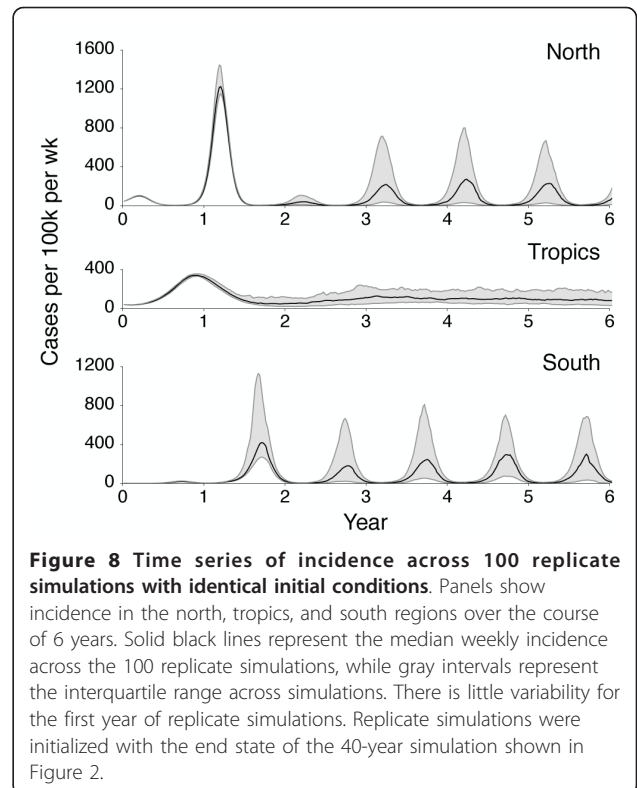 North
1600
1200
800
400
0
0 1 2 3 4 5 6
Tropics
400
0
0 1 2 3 4 5 6
South
1200
800
400
0
0 1 2 3 4 5 6
Cases per 100k per wk
Year
Figure 8 Time series of incidence across 100 replicate
simulations with identical initial conditions. Panels show
incidence in the north, tropics, and south regions over the course
of 6 years. Solid black lines represent the median weekly incidence
across the 100 replicate simulations, while gray intervals represent
the interquartile range across simulations. There is little variability for
the first year of replicate simulations. Replicate simulations were
initialized with the end state of the 40-year simulation shown in
Figure 2.